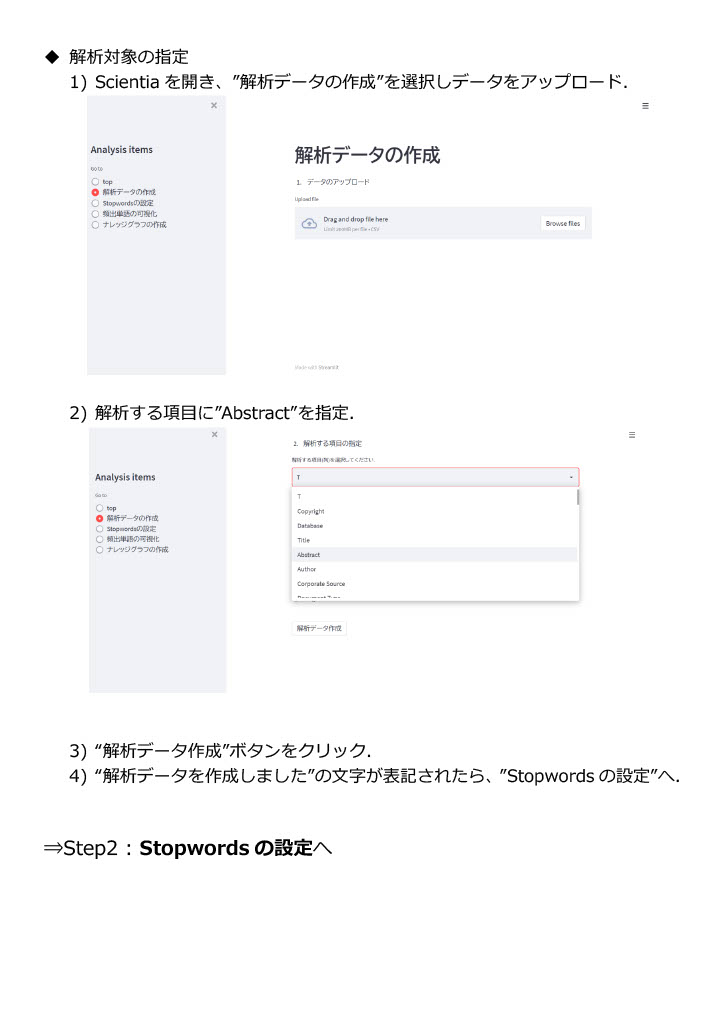 ◆ 解析対象の指定
1) Scientia を開き、”解析データの作成”を選択しデータをアップロード.
×
≡
Analysis items
Go to
top
解析データの作成
Stopwordsの設定
頻出単語の可視化
ナレッジグラフの作成
解析データの作成
1. データのアップロード
Upload file
Drag and drop file here
Limit 200MB per file • CSV
Browse files
Made with Streamlit
2) 解析する項目に”Abstract”を指定.
×
≡
Analysis items
Go to
top
解析データの作成
Stopwordsの設定
頻出単語の可視化
ナレッジグラフの作成
2. 解析する項目の指定
解析する項目(列)を選択してください
T
T
Copyright
Database
Title
Abstract
Author
Corporate Source
Document Type
解析データ作成
3) “解析データ作成”ボタンをクリック.
4) “解析データを作成しました”の文字が表記されたら、”Stopwords の設定”へ.
⇒Step2：Stopwords の設定へ